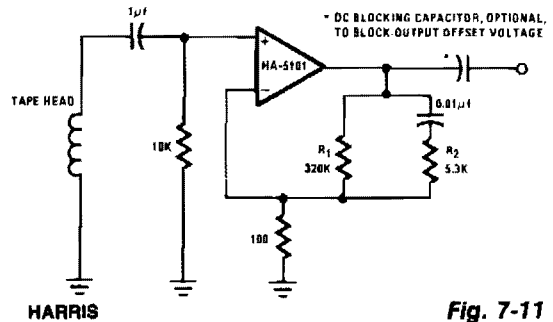 1μf
* DC BLOCKING CAPACITOR, OPTIONAL,
TO BLOCK OUTPUT OFFSET VOLTAGE
+
HA-5101
*
−
TAPE HEAD
10K
0.01μf
R1
320K
R2
5.3K
100
HARRIS
Fig. 7-11